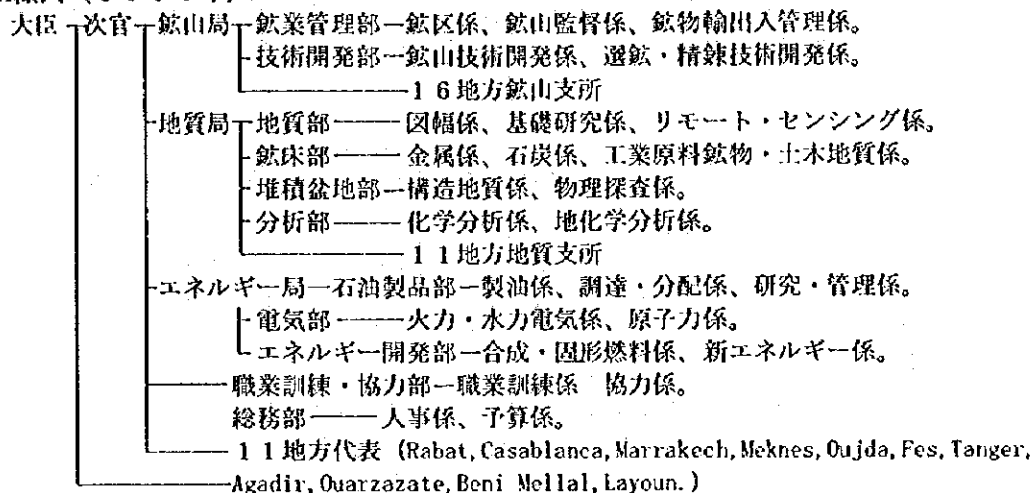 大臣 次官 鉱山局 鉱業管理部ー鉱区係、鉱山監督係、鉱物輸出入管理係。
技術開発部ー鉱山技術開発係、選鉱・精錬技術開発係。
16地方鉱山支所
地質局 地質部 図幅係、基礎研究係、リモート・センシング係。
鉱床部 金属係、石炭係、工業原料鉱物・土木地質係。
堆積盆地部ー構造地質係、物理探査係。
分析部 化学分析係、地化学分析係。
11地方地質支所
エネルギー局ー石油製品部ー製油係、調達・分配係、研究・管理係。
電気部 火力・水力電気係、原子力係。
エネルギー開発部ー合成・固形燃料係、新エネルギー係。
職業訓練・協力部ー職業訓練係 協力係。
総務部 人事係、予算係。
11地方代表 (Rabat, Casablanca, Marrakech, Meknes, Oujda, Fes, Tanger,
Agadir, Ouarzazate, Beni Mellal, Layoun.)